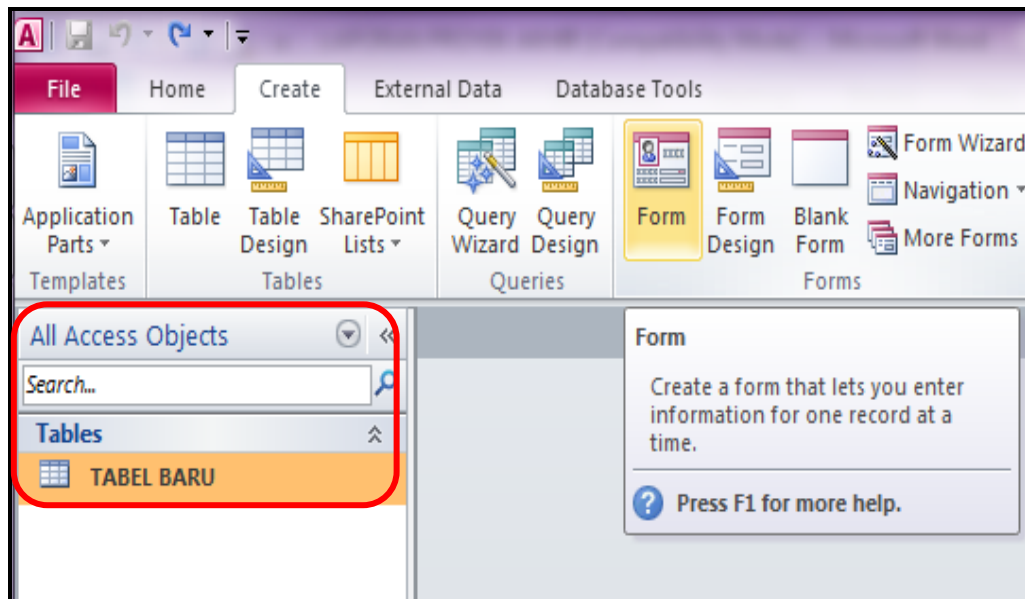 A
File Home Create External Data Database Tools
Application Parts
Table
Table Design
SharePoint Lists
Query Wizard
Query Design
Form
Form Design
Blank Form
Form Wizard
Navigation
More Forms
Templates Tables Queries Forms
All Access Objects
Search...
Tables
TABEL BARU
Form
Create a form that lets you enter
information for one record at a
time.
Press F1 for more help.